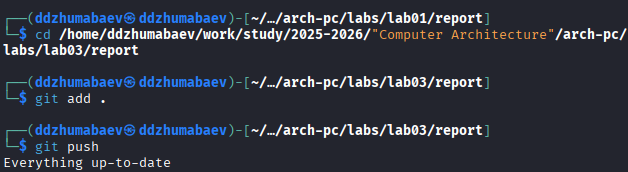 ┌──(ddzhumabaev㉿ddzhumabaev)-[~/…/arch-pc/labs/lab01/report]
└─$ cd /home/ddzhumabaev/work/study/2025-2026/"Computer Architecture"/arch-pc/
labs/lab03/report
┌──(ddzhumabaev㉿ddzhumabaev)-[~/…/arch-pc/labs/lab03/report]
└─$ git add .
┌──(ddzhumabaev㉿ddzhumabaev)-[~/…/arch-pc/labs/lab03/report]
└─$ git push
Everything up-to-date